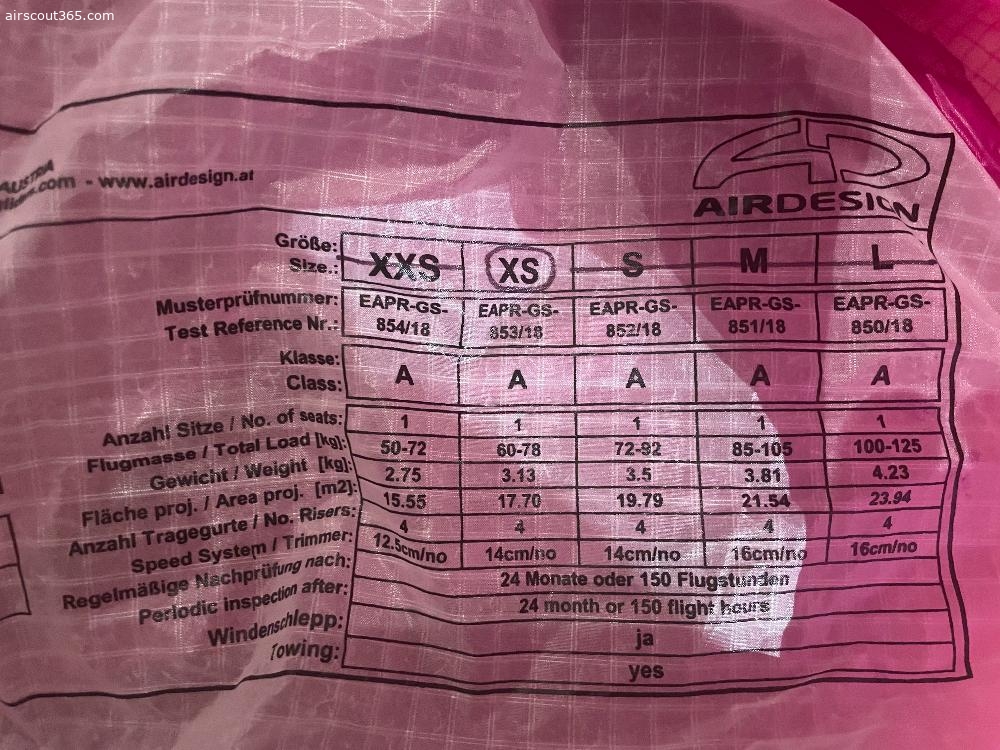 airscout365.com
AUSTRIA
.com - www.airdesign.at
AIRDESIGN
Größe: XXS XS S M L
Size.:
Musterprüfnummer: EAPR-GS- EAPR-GS- EAPR-GS- EAPR-GS- EAPR-GS-
Test Reference Nr.: 854/18 853/18 852/18 851/18 850/18
Klasse: A A A A A
Class:
Anzahl Sitze / No. of seats: 1 1 1 1 1
Flugmasse / Total Load [kg]: 50-72 60-78 72-92 85-105 100-125
Gewicht / Weight [kg]: 2.75 3.13 3.5 3.81 4.23
Fläche proj. / Area proj. [m2]: 15.55 17.70 19.79 21.54 23.94
Anzahl Tragegurte / No. Risers: 4 4 4 4 4
Speed System / Trimmer: 12.5cm/no 14cm/no 14cm/no 16cm/no 16cm/no
Regelmäßige Nachprüfung nach: 24 Monate oder 150 Flugstunden
Periodic inspection after: 24 month or 150 flight hours
Windenschlepp: ja
Towing: yes